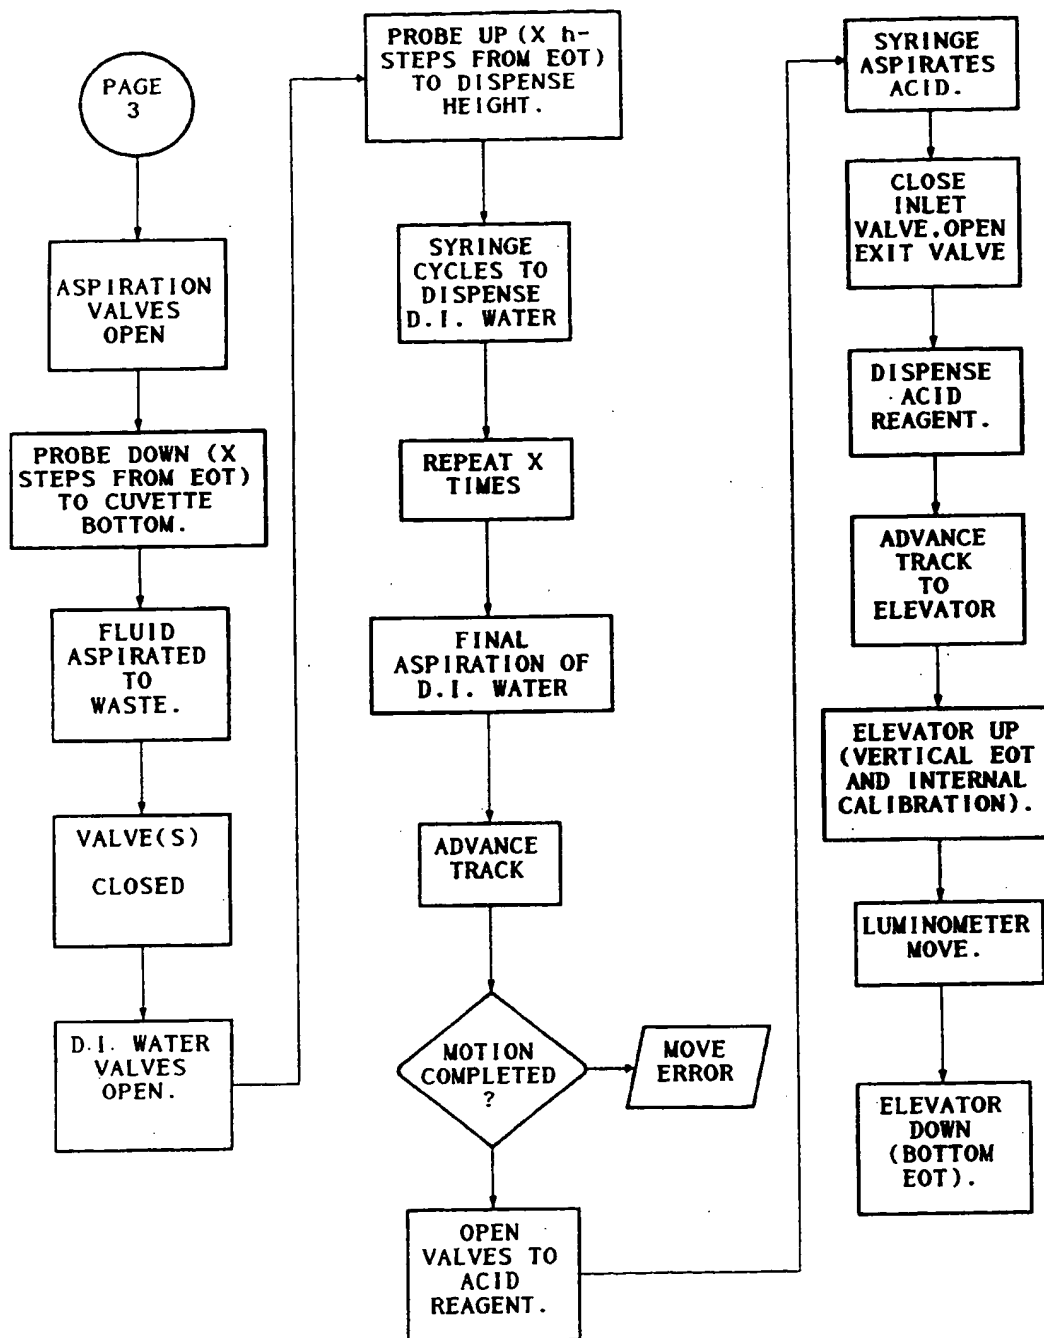 PAGE
3
ASPIRATION
VALVES
OPEN
PROBE DOWN (X
STEPS FROM EOT)
TO CUVETTE
BOTTOM.
FLUID
ASPIRATED
TO
WASTE.
VALVE(S)
CLOSED
D.I. WATER
VALVES
OPEN.
PROBE UP (X h-
STEPS FROM EOT)
TO DISPENSE
HEIGHT.
SYRINGE
CYCLES TO
DISPENSE
D.I. WATER
REPEAT X
TIMES
FINAL
ASPIRATION OF
D.I. WATER
ADVANCE
TRACK
MOTION
COMPLETED
?
MOVE
ERROR
OPEN
VALVES TO
ACID
REAGENT.
SYRINGE
ASPIRATES
ACID.
CLOSE
INLET
VALVE.OPEN
EXIT VALVE
DISPENSE
ACID
REAGENT.
ADVANCE
TRACK
TO
ELEVATOR
ELEVATOR UP
(VERTICAL EOT
AND INTERNAL
CALIBRATION).
LUMINOMETER
MOVE.
ELEVATOR
DOWN
(BOTTOM
EOT).